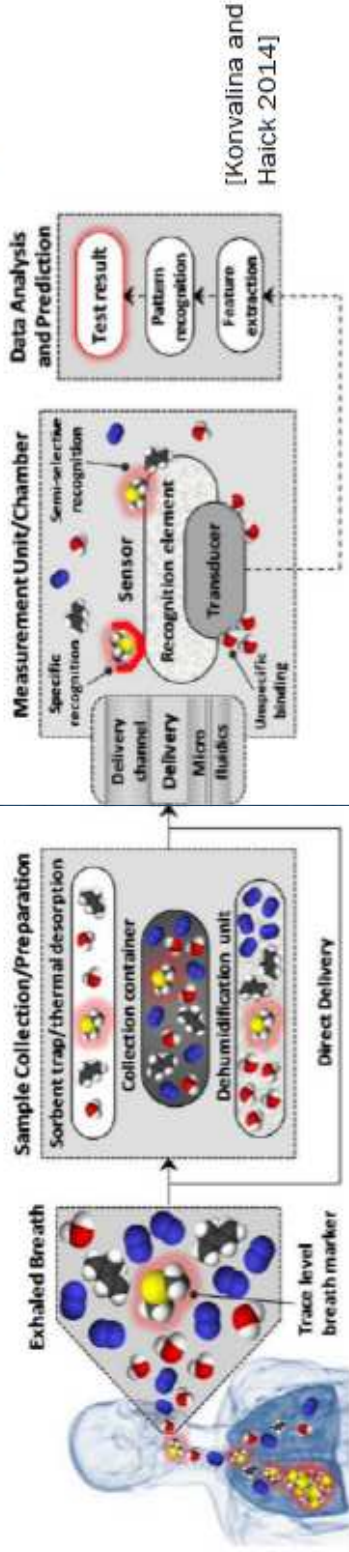 Exhaled Breath
Trace level
breath marker
Sample Collection/Preparation
Sorbent trap/thermal desorption
Collection container
Dehumidification unit
Direct Delivery
Measurement Unit/Chamber
Delivery
channel
Delivery
Micro
fluidics
Specific
recognition
Semi-selective
recognition
Sensor
Recognition element
Transducer
Unspecific
binding
Data Analysis
and Prediction
Test result
Pattern
recognition
Feature
extraction
[Konvalina and
Haick 2014]